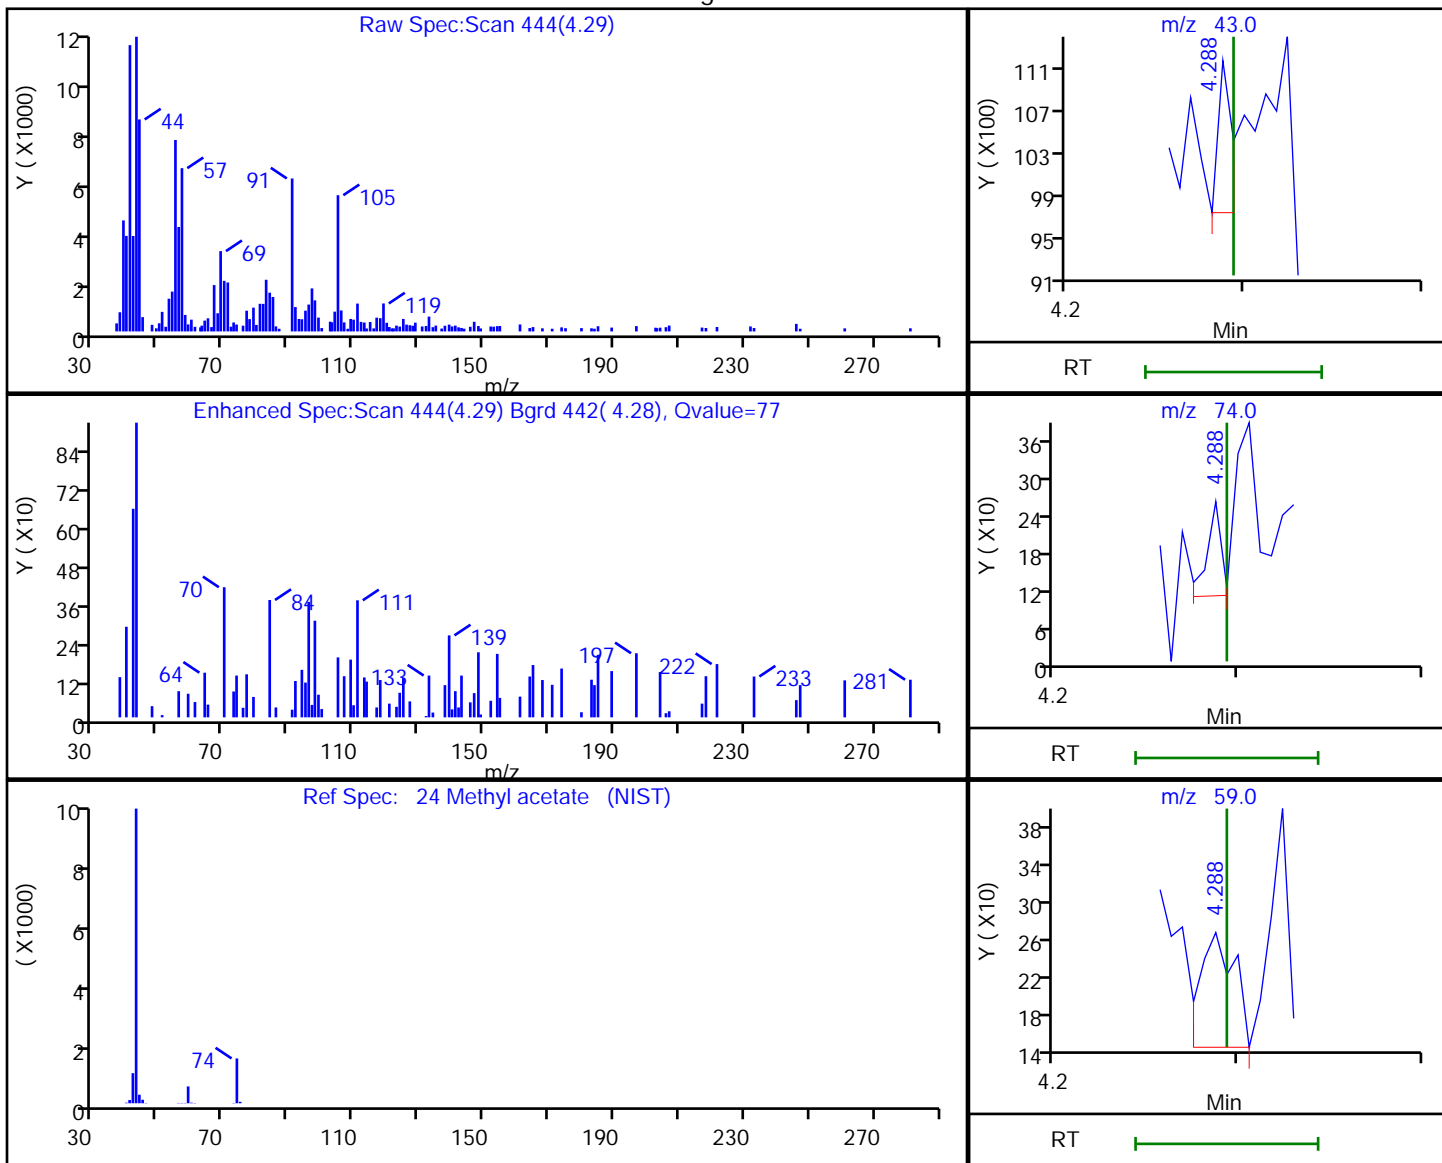 Raw Spec:Scan 444(4.29)
Y ( X1000)
12
10
8
6
4
2
0
44
57
91
105
69
119
30 70 110 150 190 230 270
m/z
m/z 43.0
Y ( X100)
111
107
103
99
95
91
4.288
4.2
Min
RT
Enhanced Spec:Scan 444(4.29) Bgrd 442( 4.28), Qvalue=77
Y ( X10)
84
72
60
48
36
24
12
0
70
84
111
64
133
139
197
222
233
281
30 70 110 150 190 230 270
m/z
m/z 74.0
Y ( X10)
36
30
24
18
12
6
0
4.288
4.2
Min
RT
Ref Spec: 24 Methyl acetate (NIST)
( X1000)
10
8
6
4
2
0
74
30 70 110 150 190 230 270
m/z 59.0
Y ( X10)
38
34
30
26
22
18
14
4.288
4.2
Min
RT